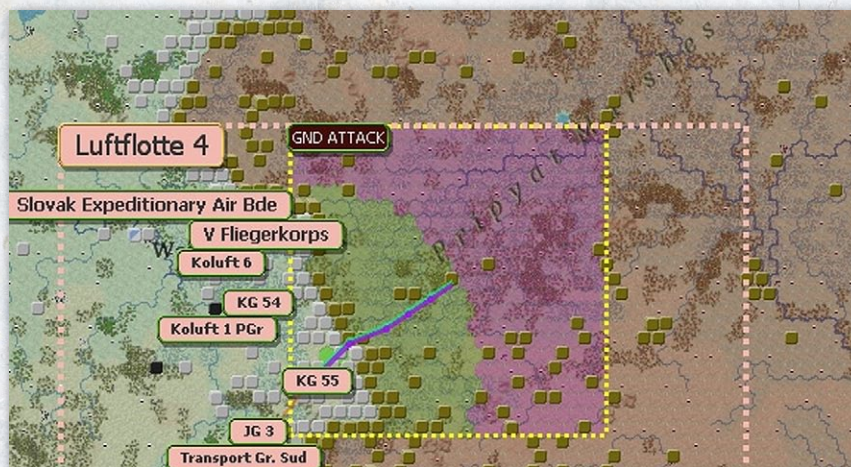 Pripyat Marshes
GND ATTACK
Luftflotte 4
Slovak Expeditionary Air Bde
V Fliegerkorps
W
Koluft 6
KG 54
Koluft 1 PGr
KG 55
JG 3
Transport Gr. Sud